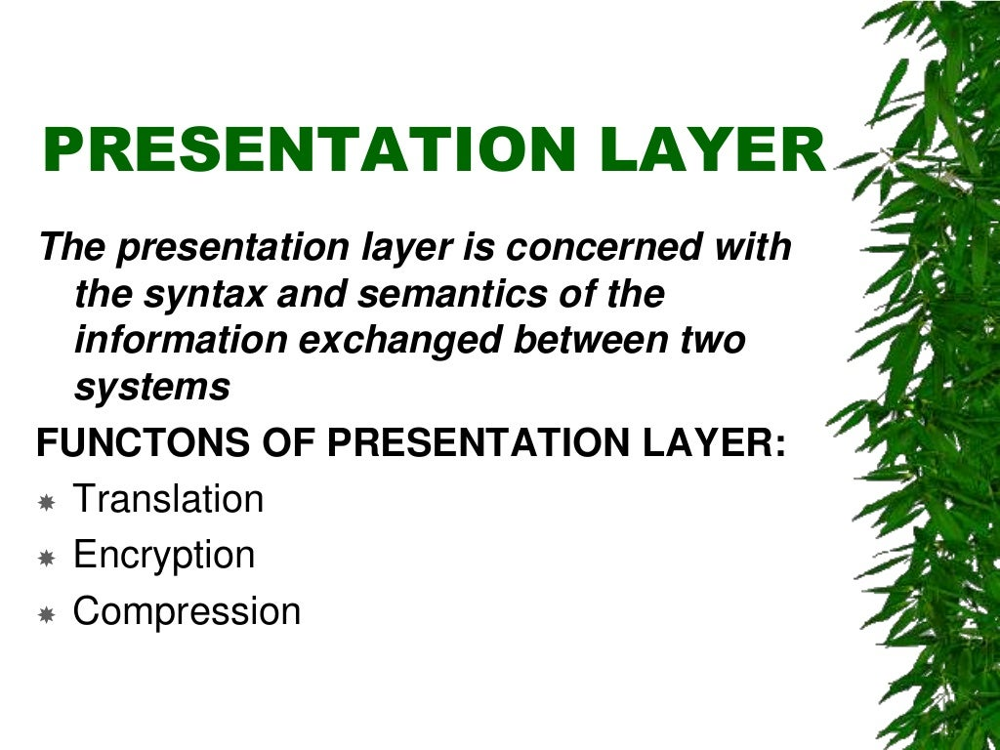 PRESENTATION LAYER
The presentation layer is concerned with
the syntax and semantics of the
information exchanged between two
systems
FUNCTONS OF PRESENTATION LAYER:
Translation
Encryption
Compression